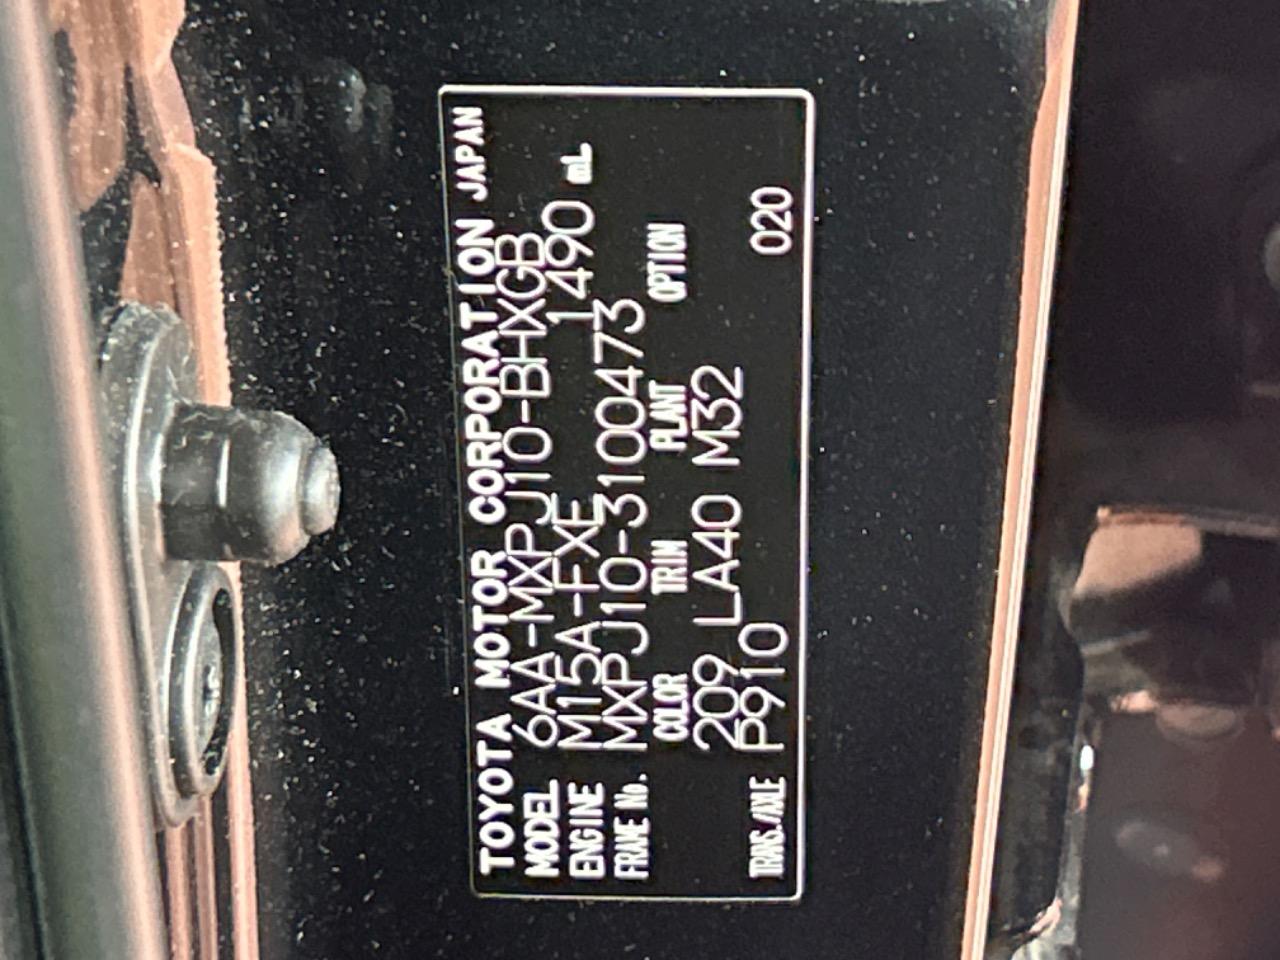 TOYOTA MOTOR CORPORATION JAPAN
MODEL 6AA-MXPJ10-BHXGB
ENGINE M15A-FXE 1490 mL
FRAME No. MXPJ10-3100473
COLOR TRIM PLANT OPTION
209 LA40 M32
TRANS./AXLE P910 020